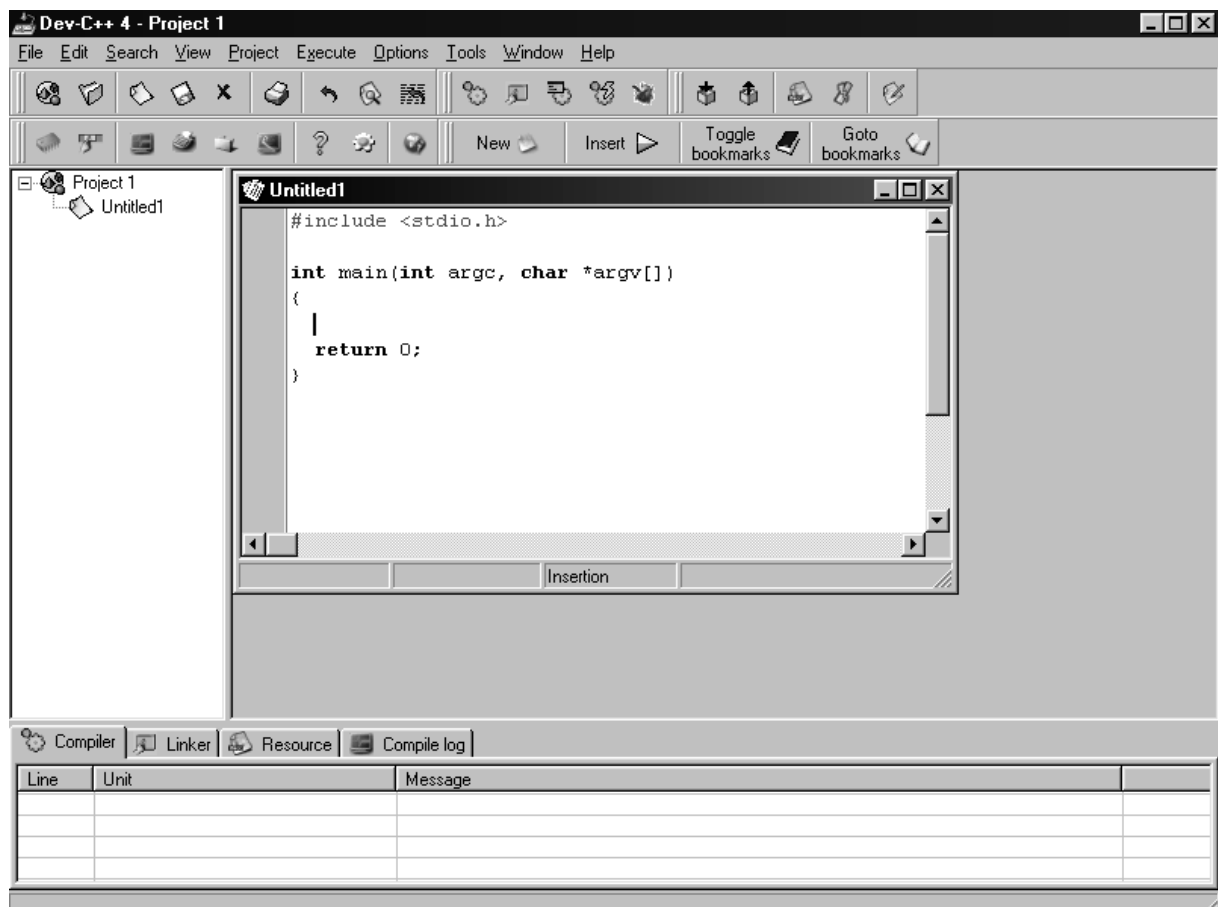 Dev-C++ 4 - Project 1
File Edit Search View Project Execute Options Tools Window Help
New Insert Toggle bookmarks Goto bookmarks
Project 1
Untitled1
Untitled1
#include <stdio.h>
int main(int argc, char *argv[])
{
return 0;
}
Insertion
Compiler Linker Resource Compile log
Line Unit Message